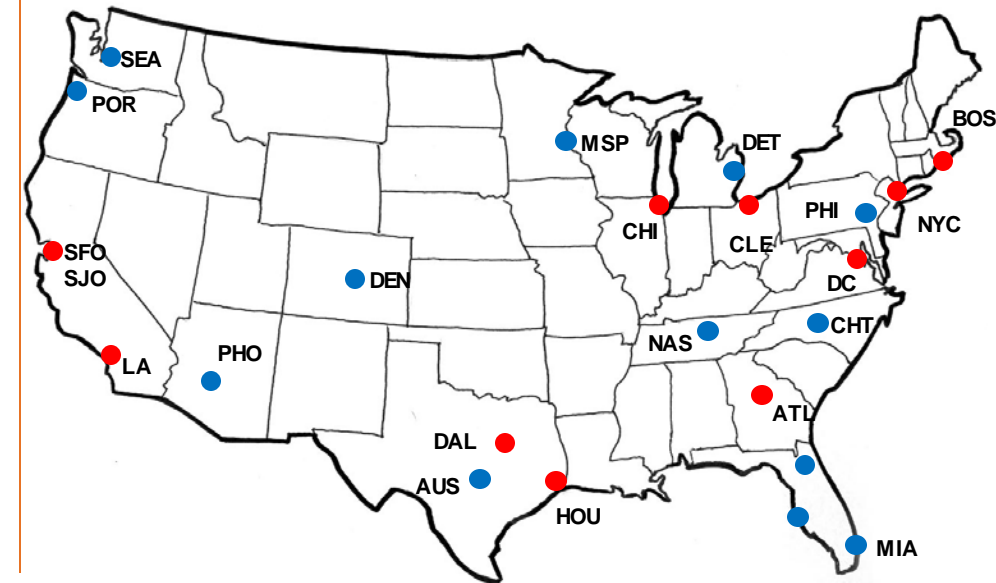 SEA
POR
MSP
DET
BOS
PHI
NYC
CHI
CLE
SFO
SJO
DEN
DC
CHT
NAS
PHO
LA
ATL
DAL
AUS
HOU
MIA